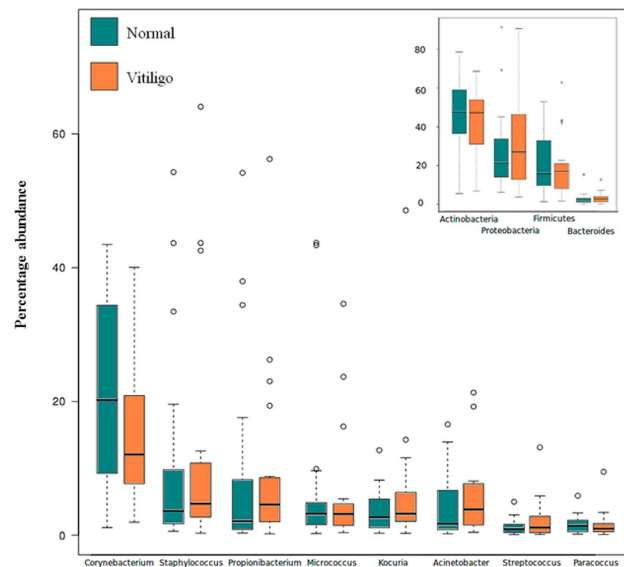 Normal
Vitiligo
Percentage abundance
60
40
20
0
80
60
40
20
0
Actinobacteria
Firmicutes
Proteobacteria
Bacteroides
Corynebacterium Staphylococcus Propionibacterium Micrococcus Kocuria Acinetobacter Streptococcus Paracoccus